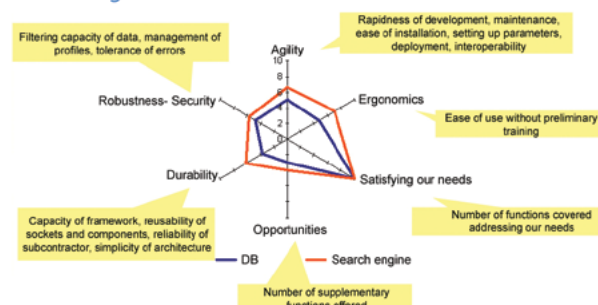 Rapidness of development, maintenance,
ease of installation, setting up parameters,
deployment, interoperability
Filtering capacity of data, management of
profiles, tolerance of errors
Agility
10
8
6
4
2
0
Robustness- Security
Ergonomics
Ease of use without preliminary
training
Durability
Satisfying our needs
Capacity of framework, reusability of
sockets and components, reliability of
subcontractor, simplicity of architecture
Number of functions covered
addressing our needs
Opportunities
DB
Search engine
Number of supplementary
functions offered